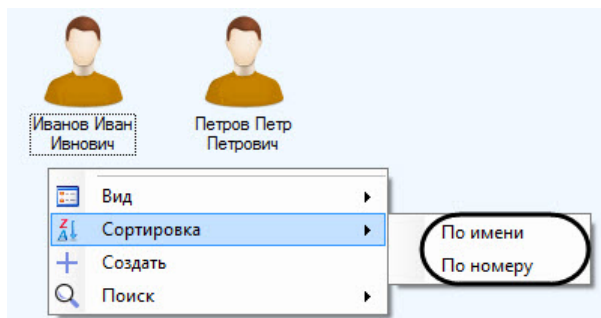 Иванов Иван
Ивнович
Петров Петр
Петрович
Вид
Сортировка
Создать
Поиск
По имени
По номеру